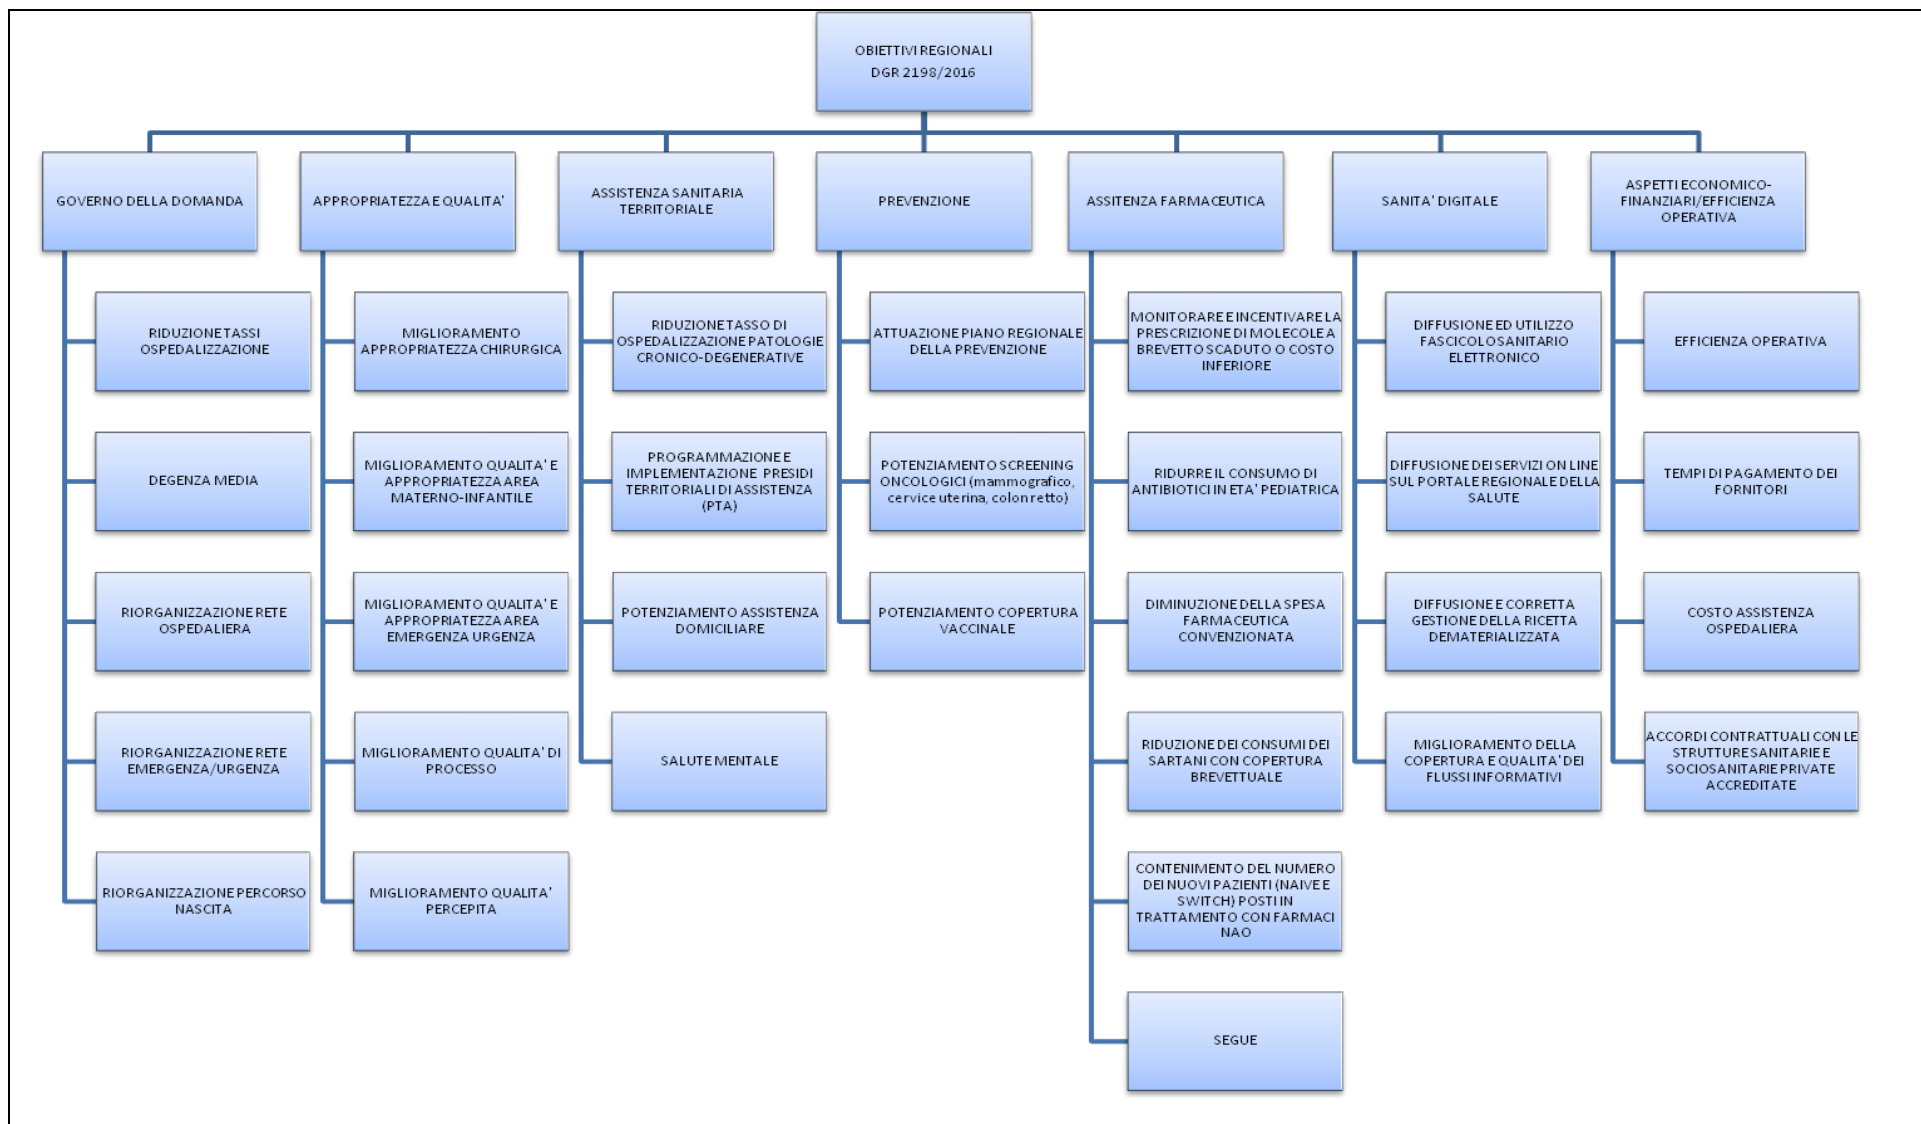 OBIETTIVI REGIONALI
DGR 2198/2016
GOVERNO DELLA DOMANDA
RIDUZIONE TASSI
OSPEDALIZZAZIONE
DEGENZA MEDIA
RIORGANIZZAZIONE RETE
OSPEDALIERA
RIORGANIZZAZIONE RETE
EMERGENZA/URGENZA
RIORGANIZZAZIONE PERCORSO
NASCITA
APPROPRIATEZZA E QUALITA'
MIGLIORAMENTO
APPROPRIATEZZA CHIRURGICA
MIGLIORAMENTO QUALITA' E
APPROPRIATEZZA AREA
MATERNO-INFANTILE
MIGLIORAMENTO QUALITA' E
APPROPRIATEZZA AREA
EMERGENZA URGENZA
MIGLIORAMENTO QUALITA' DI
PROCESSO
MIGLIORAMENTO QUALITA'
PERCEPITA
ASSISTENZA SANITARIA
TERRITORIALE
RIDUZIONE TASSO DI
OSPEDALIZZAZIONE PATOLOGIE
CRONICO-DEGENERATIVE
PROGRAMMAZIONE E
IMPLEMENTAZIONE PRESIDI
TERRITORIALI DI ASSISTENZA
(PTA)
POTENZIAMENTO ASSISTENZA
DOMICILIARE
SALUTE MENTALE
PREVENZIONE
ATTUAZIONE PIANO REGIONALE
DELLA PREVENZIONE
POTENZIAMENTO SCREENING
ONCOLOGICI (mammografico,
cervice uterina, colon retto)
POTENZIAMENTO COPERTURA
VACCINALE
ASSITENZA FARMACEUTICA
MONITORARE E INCENTIVARE LA
PRESCRIZIONE DI MOLECOLE A
BREVETTO SCADUTO O COSTO
INFERIORE
RIDURRE IL CONSUMO DI
ANTIBIOTICI IN ETA' PEDIATRICA
DIMINUZIONE DELLA SPESA
FARMACEUTICA
CONVENZIONATA
RIDUZIONE DEI CONSUMI DEI
SARTANI CON COPERTURA
BREVETTUALE
CONTENIMENTO DEL NUMERO
DEI NUOVI PAZIENTI (NAIVE E
SWITCH) POSTI IN
TRATTAMENTO CON FARMACI
NAO
SEGUE
SANITA' DIGITALE
DIFFUSIONE ED UTILIZZO
FASCICOLO SANITARIO
ELETTRONICO
DIFFUSIONE DEI SERVIZI ON LINE
SUL PORTALE REGIONALE DELLA
SALUTE
DIFFUSIONE E CORRETTA
GESTIONE DELLA RICETTA
DEMATERIALIZZATA
MIGLIORAMENTO DELLA
COPERTURA E QUALITA' DEI
FLUSSI INFORMATIVI
ASPETTI ECONOMICO-
FINANZIARI/EFFICIENZA
OPERATIVA
EFFICIENZA OPERATIVA
TEMPI DI PAGAMENTO DEI
FORNITORI
COSTO ASSISTENZA
OSPEDALIERA
ACCORDI CONTRATTUALI CON LE
STRUTTURE SANITARIE E
SOCIOSANITARIE PRIVATE
ACCREDITATE